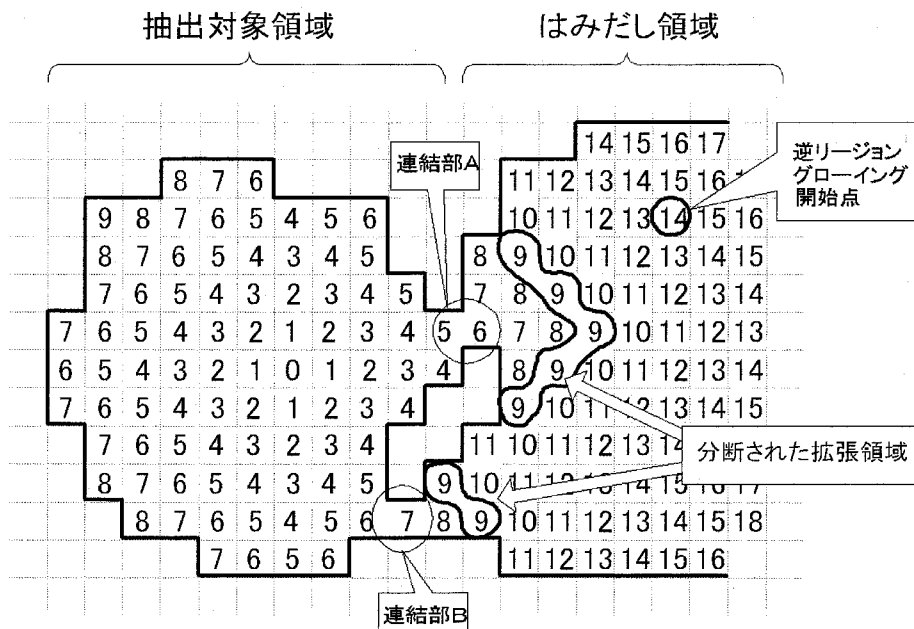 抽出対象領域
はみだし領域
連結部A
逆リージョン
グローイング
開始点
14 15 16 17
8 7 6 11 12 13 14 15 16
9 8 7 6 5 4 5 6 10 11 12 13 14 15 16
8 7 6 5 4 3 4 5 8 9 10 11 12 13 14 15
7 6 5 4 3 2 3 4 5 7 8 9 10 11 12 13 14
7 6 5 4 3 2 1 2 3 4 5 6 7 8 9 10 11 12 13
6 5 4 3 2 1 0 1 2 3 4 8 9 10 11 12 13 14
7 6 5 4 3 2 1 2 3 4 9 10 11 12 13 14 15
7 6 5 4 3 2 3 4 11 10 11 12 13
8 7 6 5 4 3 4 5 9 10
8 7 6 5 4 5 6 7 8 9 10 11 12 13 14 15 18
7 6 5 6 11 12 13 14 15 16
分断された拡張領域
連結部B